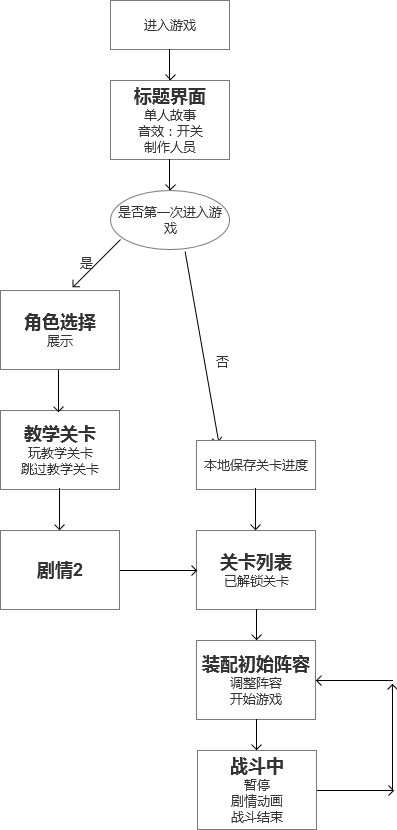 进入游戏
标题界面
单人故事
音效：开关
制作人员
是否第一次进入游
戏
是
否
角色选择
展示
教学关卡
玩教学关卡
跳过教学关卡
本地保存关卡进度
剧情2
关卡列表
已解锁关卡
装配初始阵容
调整阵容
开始游戏
战斗中
暂停
剧情动画
战斗结束